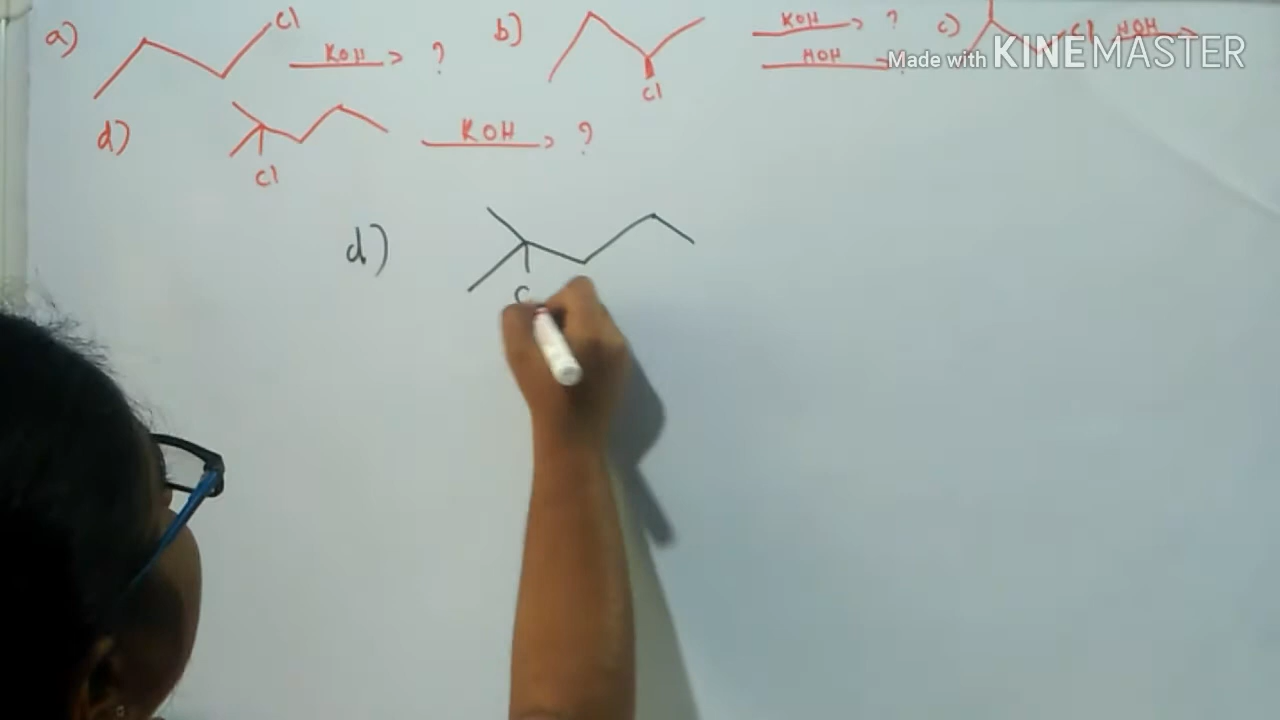 a) Cl KOH > ? b) Cl KOH > ? HOH c) Cl HOH
Made with KINEMASTER
d) Cl KOH > ?
d) C